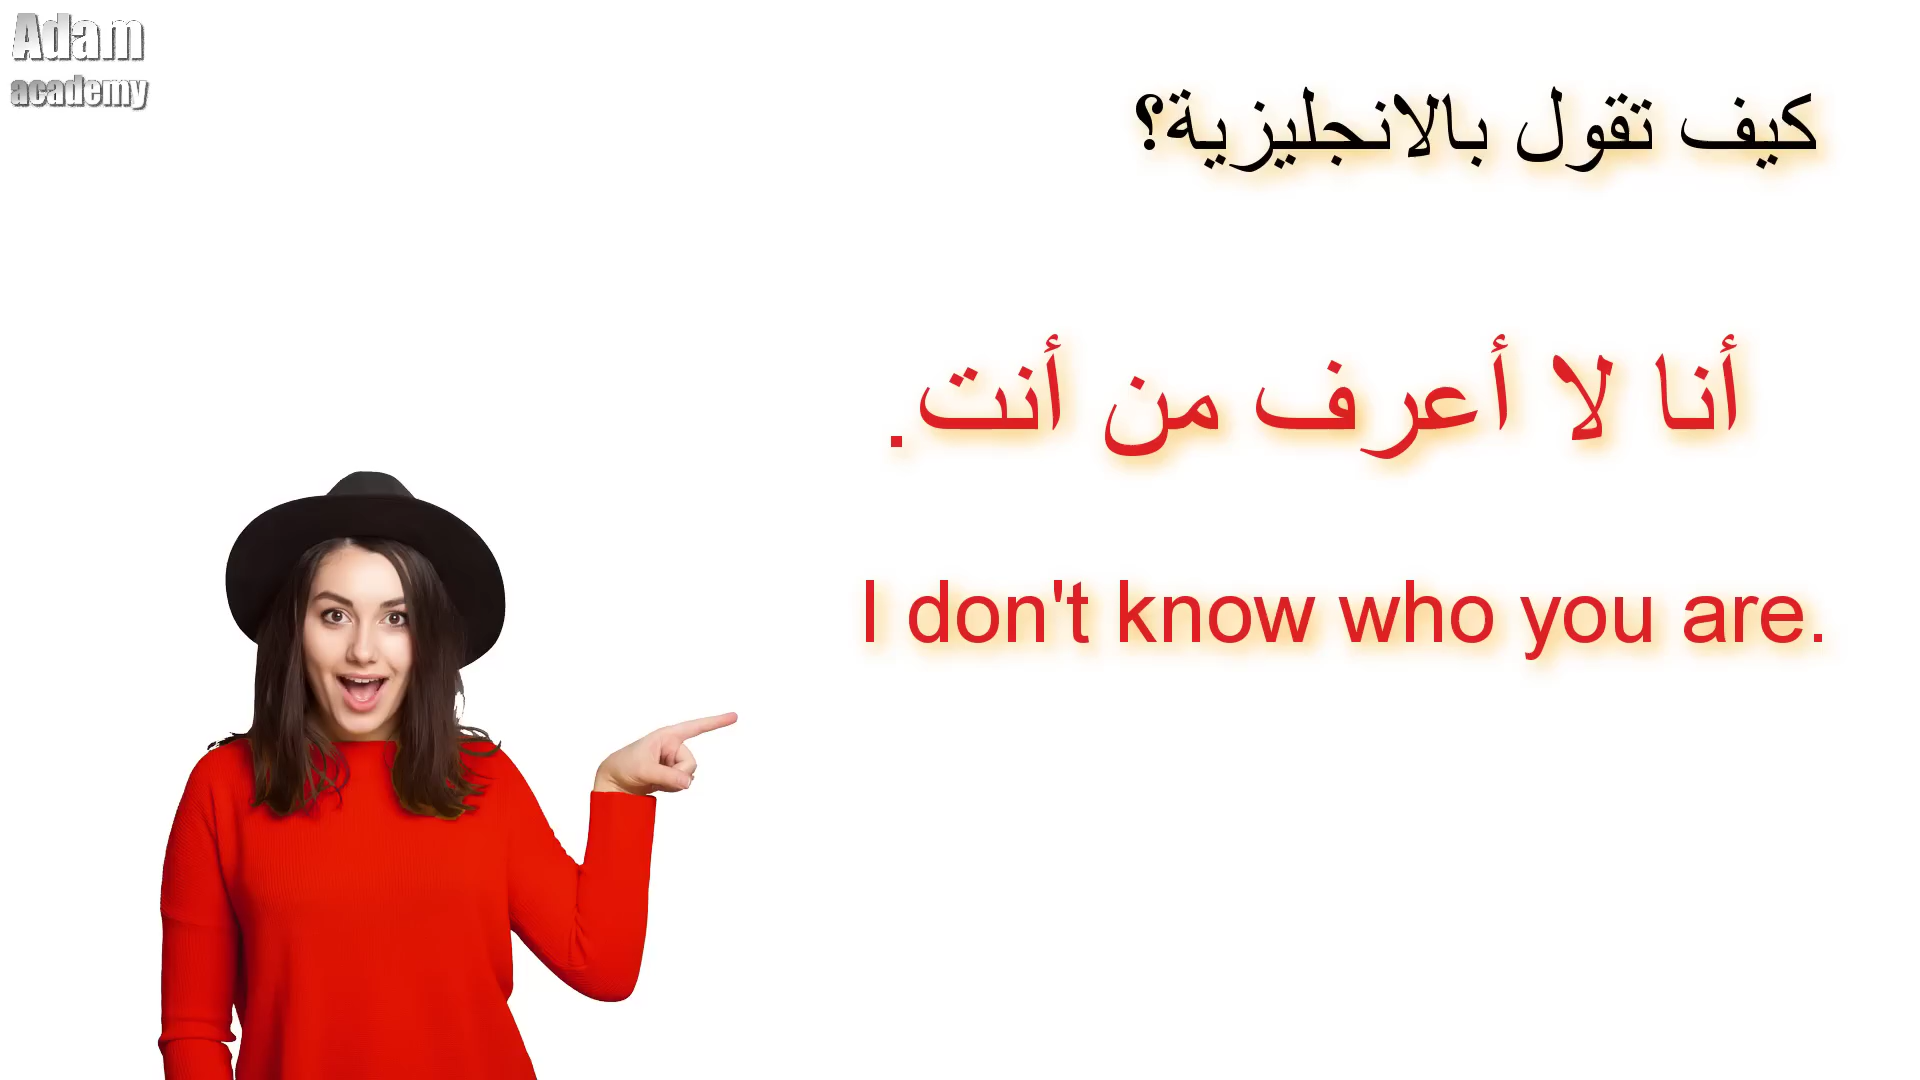 Adam
academy
كيف تقول بالانجليزية؟
أنا لا أعرف من أنت.
I don't know who you are.